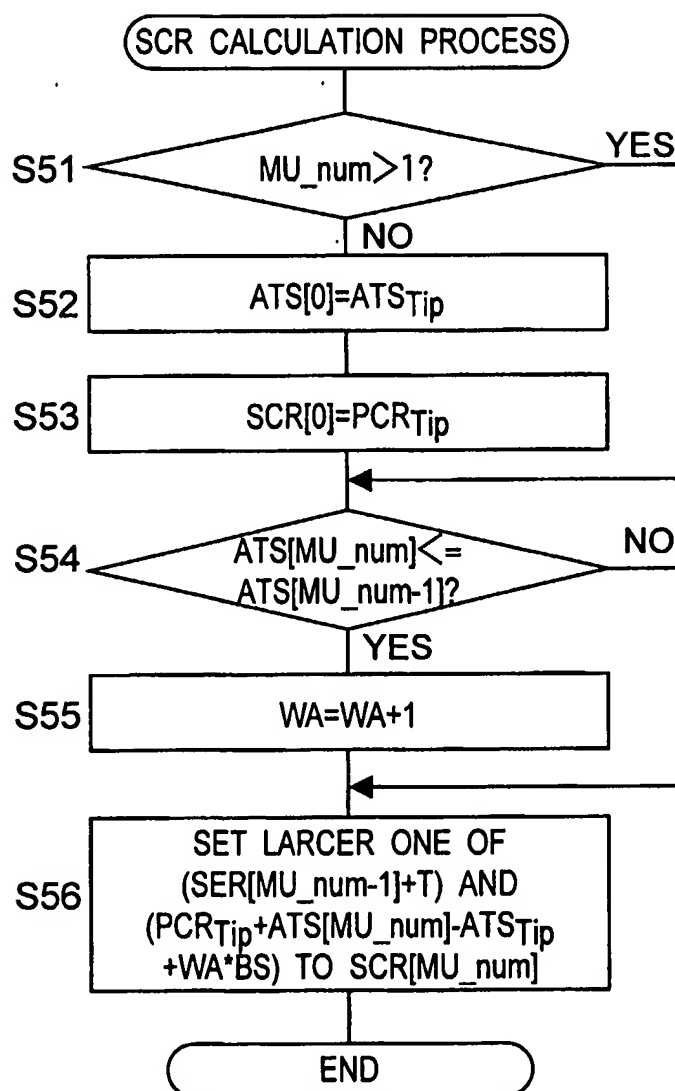 SCR CALCULATION PROCESS
S51
MU_num>1?
YES
NO
S52
ATS[0]=ATSTip
S53
SCR[0]=PCRTip
S54
ATS[MU_num]<=
ATS[MU_num-1]?
NO
YES
S55
WA=WA+1
S56
SET LARCER ONE OF
(SER[MU_num-1]+T) AND
(PCRTip+ATS[MU_num]-ATSTip
+WA*BS) TO SCR[MU_num]
END